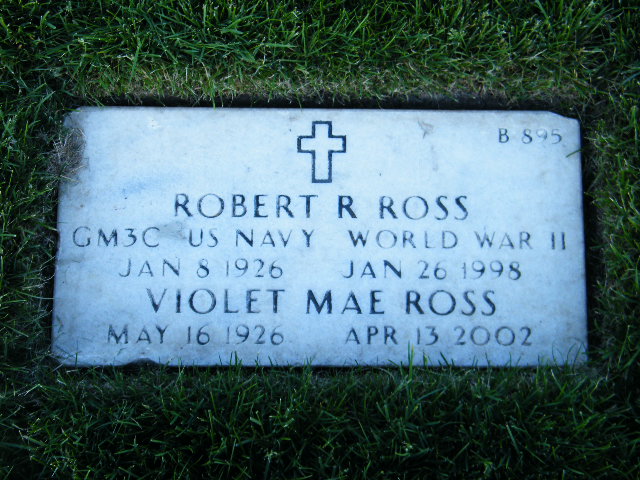 B 895
ROBERT R ROSS
GM3C US NAVY WORLD WAR II
JAN 8 1926 JAN 26 1998
VIOLET MAE ROSS
MAY 16 1926 APR 13 2002